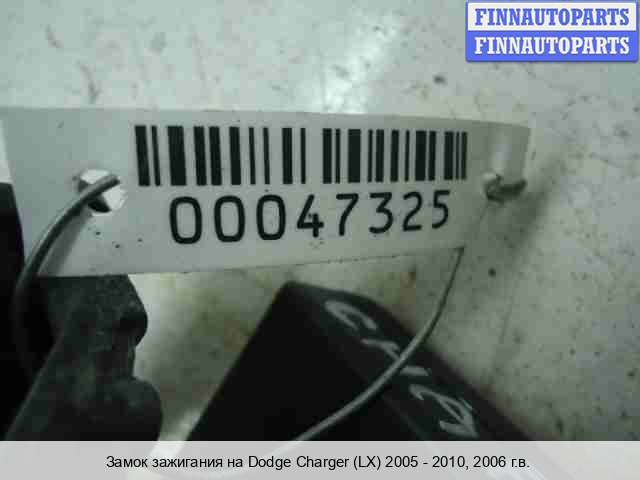 FINNAUTOPARTS
FINNAUTOPARTS
00047325
Замок зажигания на Dodge Charger (LX) 2005 - 2010, 2006 г.в.